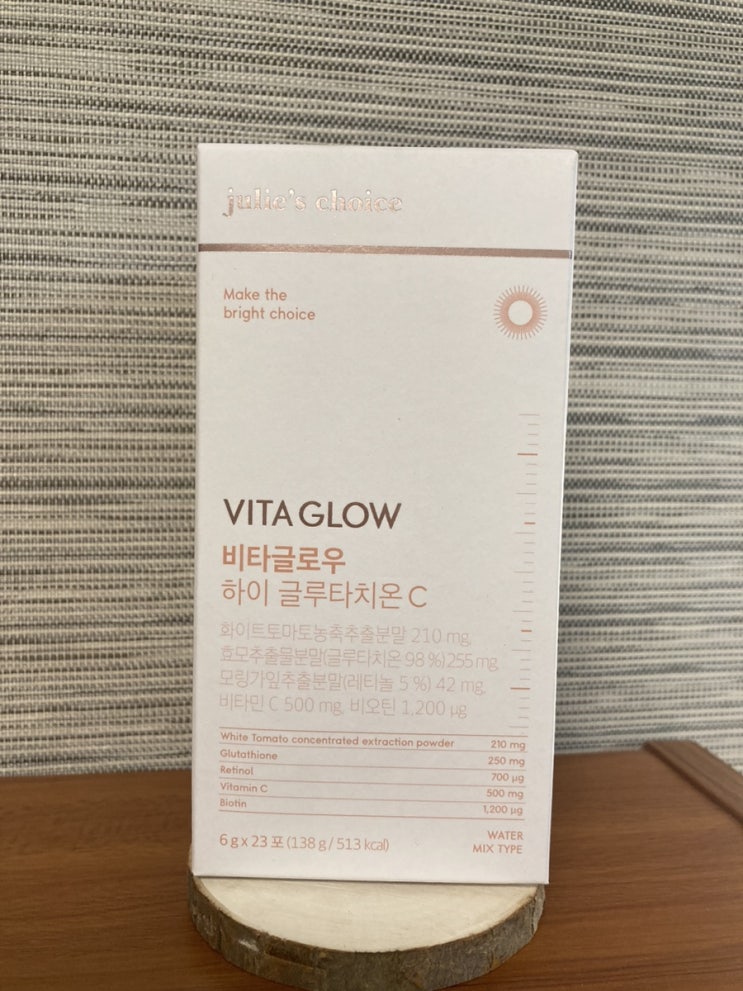 julie's choice
Make the
bright choice
VITA GLOW
비타글로우
하이 글루타치온 C
화이트토마토농축추출분말 210 mg,
효모추출물분말(글루타치온 98 %)255 mg,
모링가잎추출분말(레티놀 5 %) 42 mg,
비타민 C 500 mg, 비오틴 1,200 µg
White Tomato concentrated extraction powder 210 mg
Glutathione 250 mg
Retinol 700 µg
Vitamin C 500 mg
Biotin 1,200 µg
6 g x 23 포 (138 g / 513 kcal)
WATER
MIX TYPE